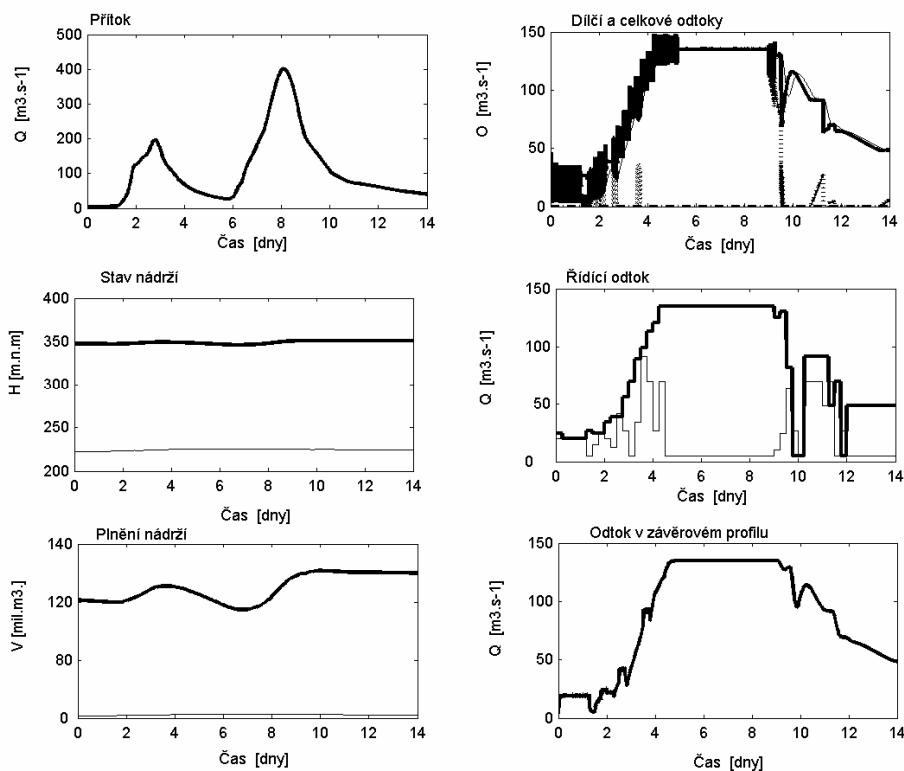 Přítok
500
400
300
200
100
0
Q [m3.s-1]
0 2 4 6 8 10 12 14
Čas [dny]
Dílčí a celkové odtoky
150
100
50
0
O [m3.s-1]
0 2 4 6 8 10 12 14
Čas [dny]
Stav nádrží
400
350
300
250
200
H [m.n.m]
0 2 4 6 8 10 12 14
Čas [dny]
Řídící odtok
150
100
50
0
Q [m3.s-1]
0 2 4 6 8 10 12 14
Čas [dny]
Plnění nádrží
140
120
80
0
V [mil.m3.]
0 2 4 6 8 10 12 14
Čas [dny]
Odtok v závěrovém profilu
150
100
50
0
Q [m3.s-1]
0 2 4 6 8 10 12 14
Čas [dny]